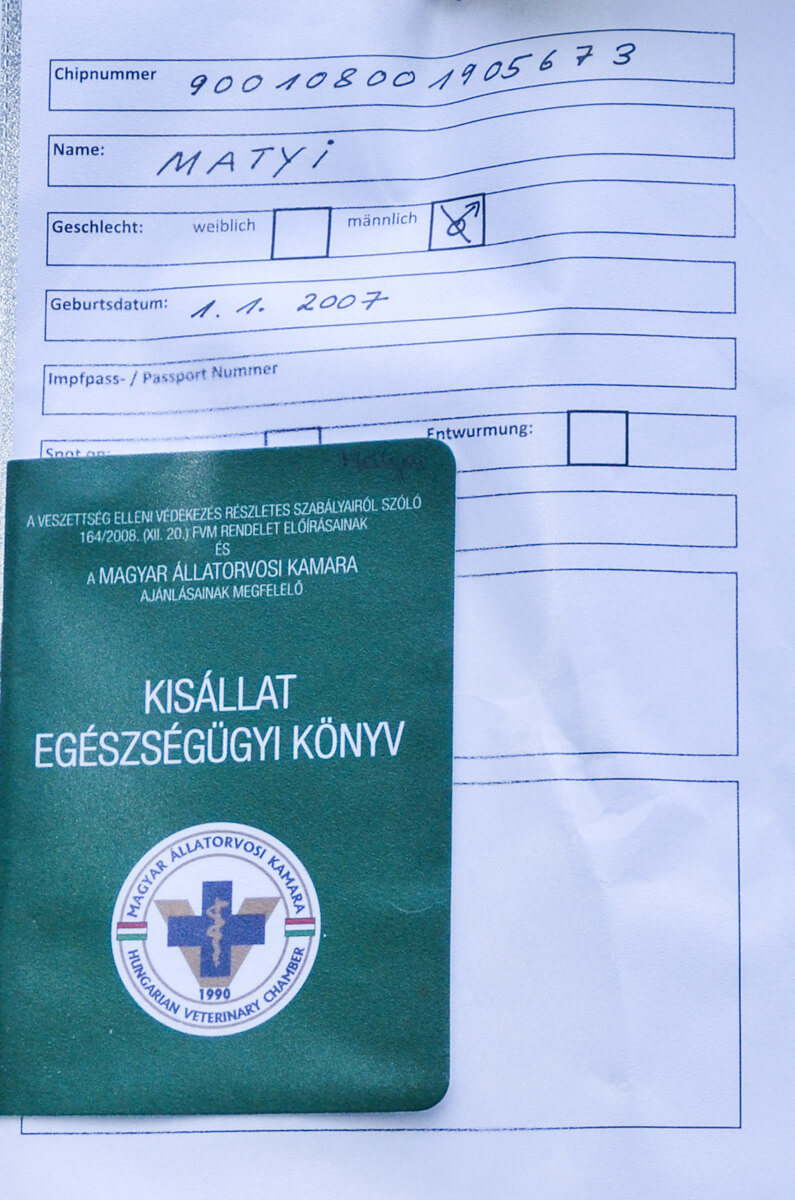 Chipnummer 900108001905673
Name: MATYi
Geschlecht: weiblich männlich
Geburtsdatum: 1. 1. 2007
Impfpass- / Passport Nummer
Spot on: Entwurmung:
A VESZETTSÉG ELLENI VÉDEKEZÉS RÉSZLETES SZABÁLYAIRÓL SZÓLÓ
164/2008. (XII. 20.) FVM RENDELET ELŐÍRÁSAINAK
ÉS
A MAGYAR ÁLLATORVOSI KAMARA
AJÁNLÁSAINAK MEGFELELŐ
KISÁLLAT
EGÉSZSÉGÜGYI KÖNYV
MAGYAR ÁLLATORVOSI KAMARA
1990
HUNGARIAN VETERINARY CHAMBER